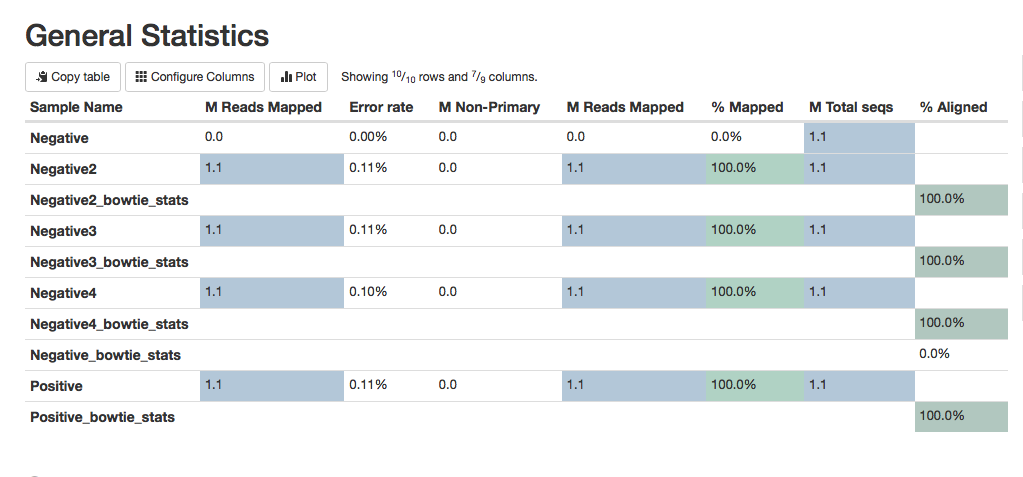 General Statistics
Copy table Configure Columns Plot Showing 10/10 rows and 7/9 columns.
Sample Name M Reads Mapped Error rate M Non-Primary M Reads Mapped % Mapped M Total seqs % Aligned
Negative 0.0 0.00% 0.0 0.0 0.0% 1.1
Negative2 1.1 0.11% 0.0 1.1 100.0% 1.1
Negative2_bowtie_stats 100.0%
Negative3 1.1 0.11% 0.0 1.1 100.0% 1.1
Negative3_bowtie_stats 100.0%
Negative4 1.1 0.10% 0.0 1.1 100.0% 1.1
Negative4_bowtie_stats 100.0%
Negative_bowtie_stats 0.0%
Positive 1.1 0.11% 0.0 1.1 100.0% 1.1
Positive_bowtie_stats 100.0%